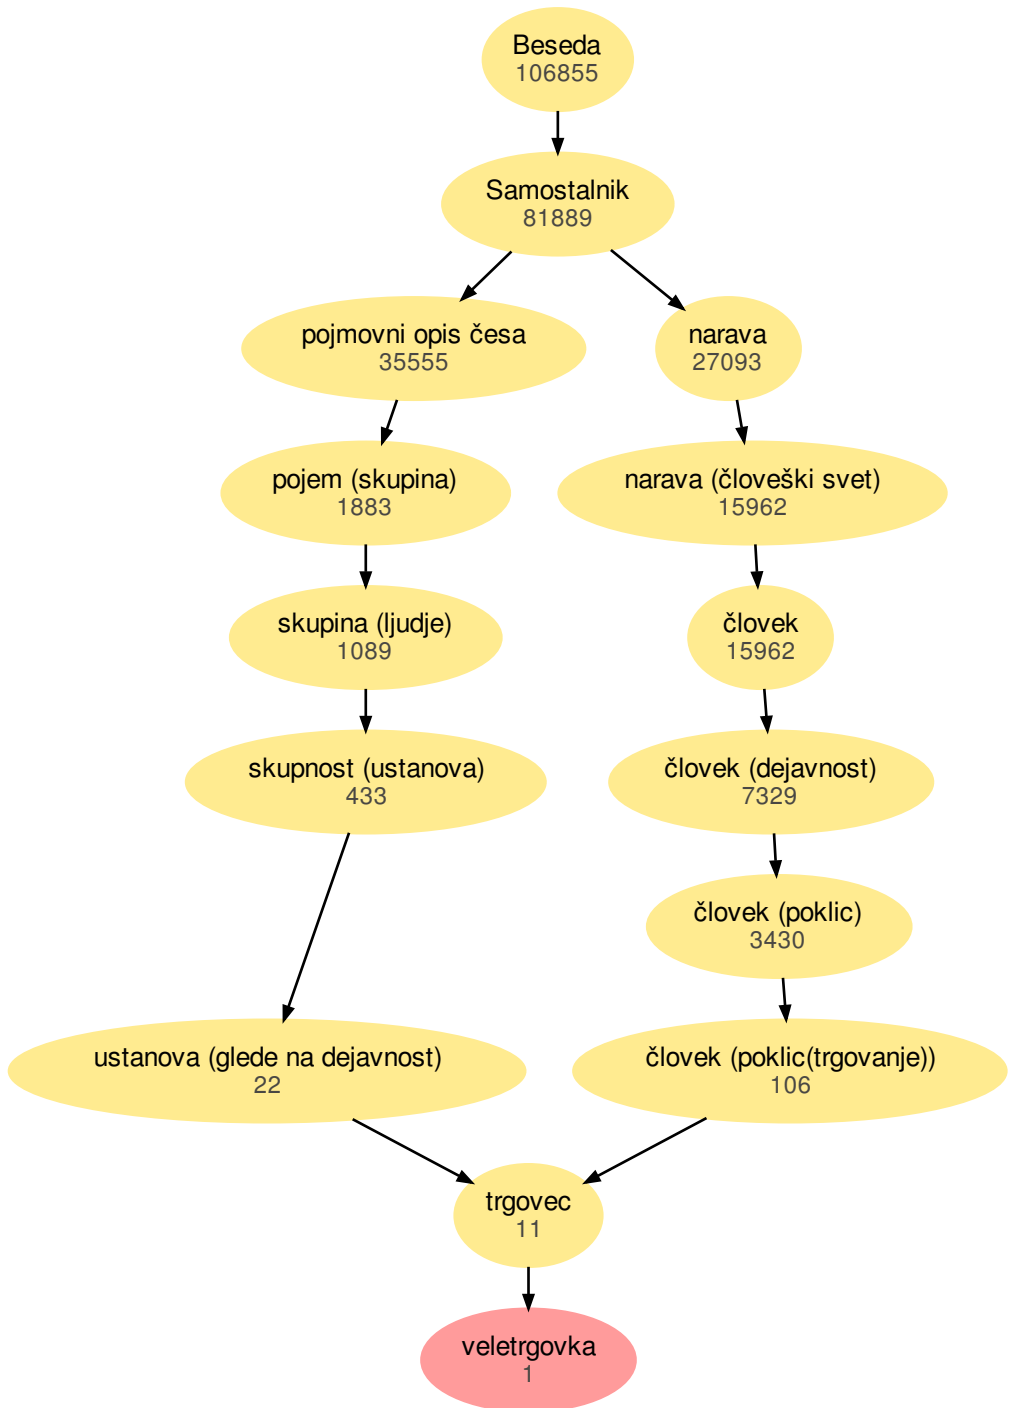 Beseda
106855
Samostalnik
81889
pojmovni opis česa
35555
narava
27093
pojem (skupina)
1883
narava (človeški svet)
15962
skupina (ljudje)
1089
človek
15962
skupnost (ustanova)
433
človek (dejavnost)
7329
človek (poklic)
3430
ustanova (glede na dejavnost)
22
človek (poklic(trgovanje))
106
trgovec
11
veletrgovka
1